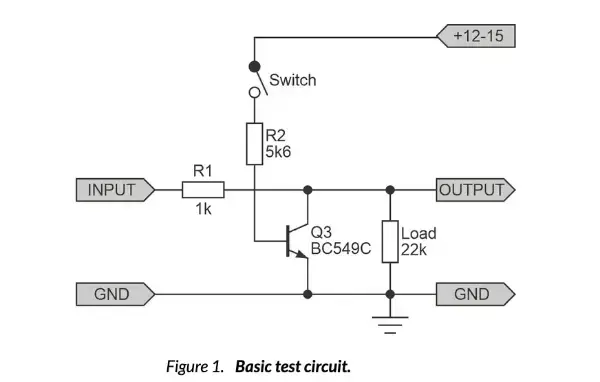 +12-15
Switch
R2
5k6
R1
INPUT
OUTPUT
1k
Q3
BC549C
Load
22k
GND
GND
Figure 1. Basic test circuit.